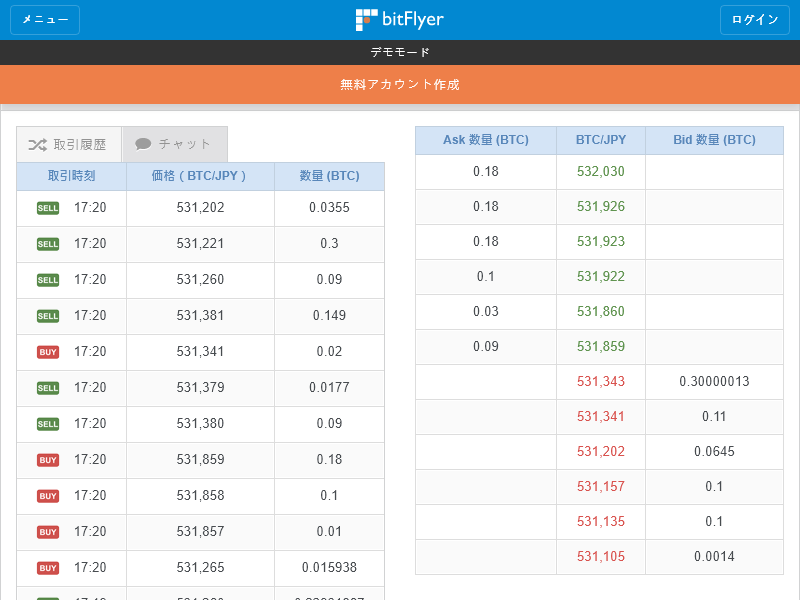 メニュー
bitFlyer
ログイン
デモモード
無料アカウント作成
取引履歴 チャット
取引時刻 価格 ( BTC/JPY ) 数量 (BTC)
SELL 17:20 531,202 0.0355
SELL 17:20 531,221 0.3
SELL 17:20 531,260 0.09
SELL 17:20 531,381 0.149
BUY 17:20 531,341 0.02
SELL 17:20 531,379 0.0177
SELL 17:20 531,380 0.09
BUY 17:20 531,859 0.18
BUY 17:20 531,858 0.1
BUY 17:20 531,857 0.01
BUY 17:20 531,265 0.015938
Ask 数量 (BTC) BTC/JPY Bid 数量 (BTC)
0.18 532,030
0.18 531,926
0.18 531,923
0.1 531,922
0.03 531,860
0.09 531,859
531,343 0.30000013
531,341 0.11
531,202 0.0645
531,157 0.1
531,135 0.1
531,105 0.0014